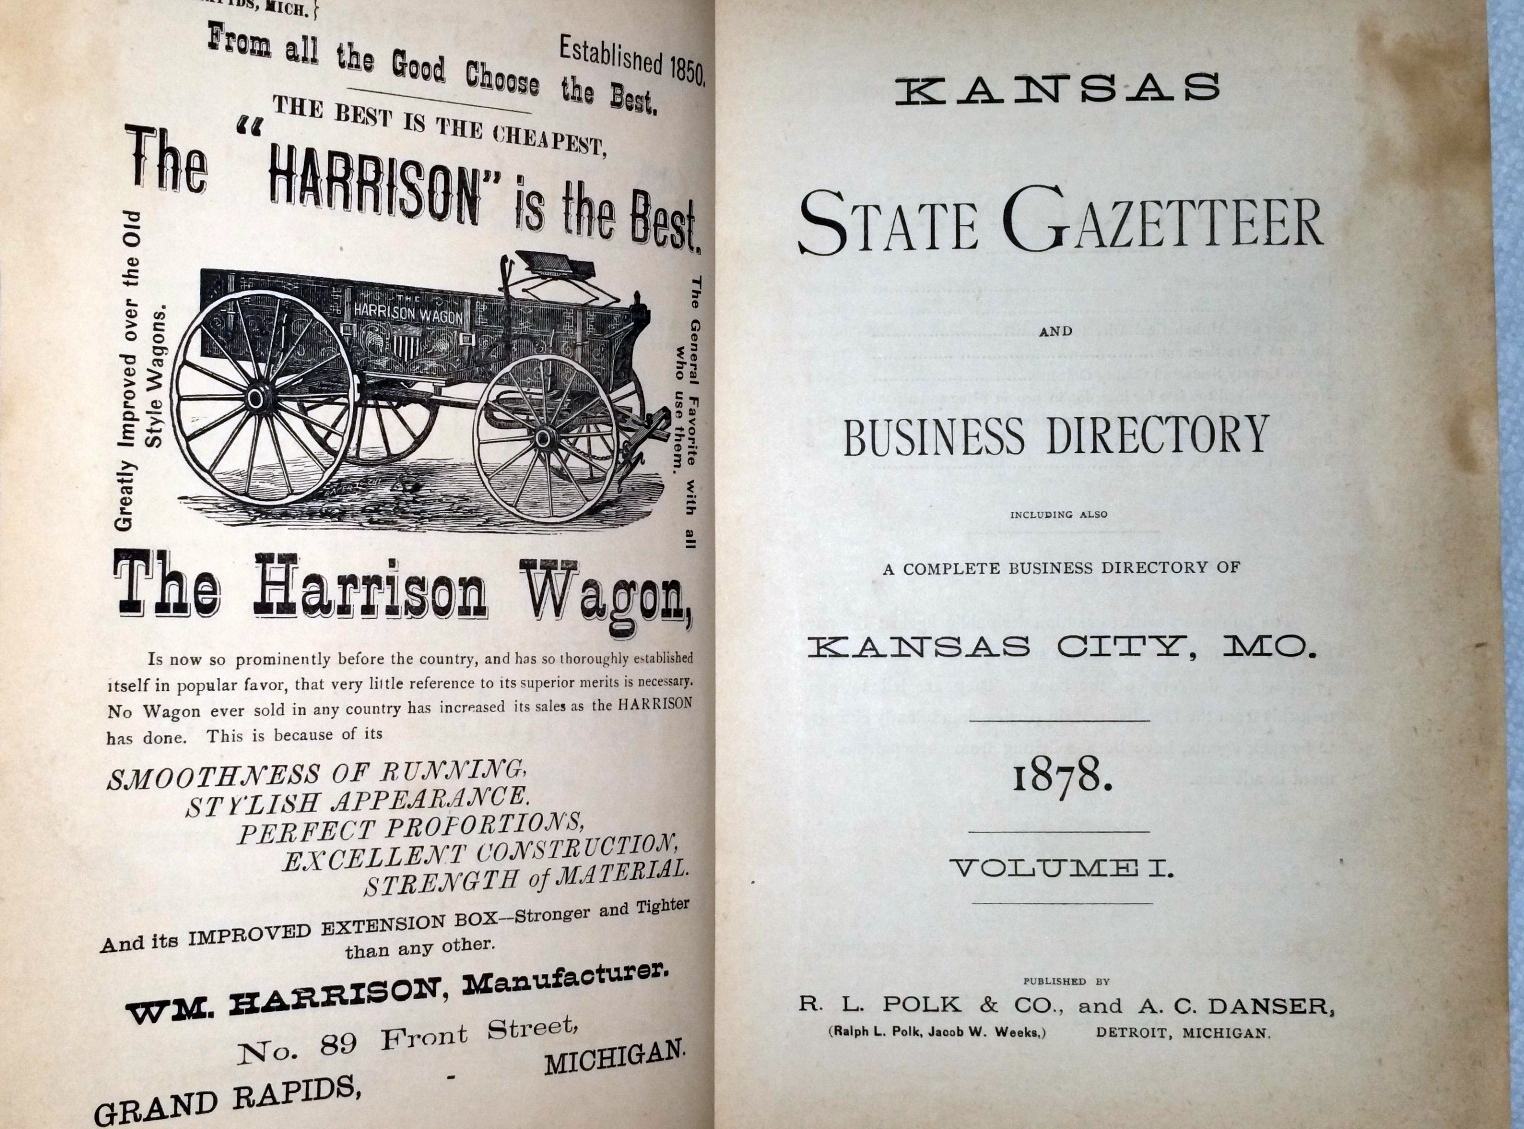 MICH.}
Established 1850.
From all the Good Choose the Best.
THE BEST IS THE CHEAPEST,
The "HARRISON" is the Best.
Greatly Improved over the Old
Style Wagons.
THE
HARRISON WAGON
The General Favorite with all
who use them.
The Harrison Wagon,
Is now so prominently before the country, and has so thoroughly established
itself in popular favor, that very little reference to its superior merits is necessary.
No Wagon ever sold in any country has increased its sales as the HARRISON
has done. This is because of its
SMOOTHNESS OF RUNNING,
STYLISH APPEARANCE.
PERFECT PROPORTIONS,
EXCELLENT CONSTRUCTION,
STRENGTH of MATERIAL.
And its IMPROVED EXTENSION BOX—Stronger and Tighter
than any other.
WM. HARRISON, Manufacturer.
No. 89 Front Street,
GRAND RAPIDS, - MICHIGAN.
KANSAS
STATE GAZETTEER
AND
BUSINESS DIRECTORY
INCLUDING ALSO
A COMPLETE BUSINESS DIRECTORY OF
KANSAS CITY, MO.
1878.
VOLUME I.
PUBLISHED BY
R. L. POLK & CO., and A. C. DANSER,
(Ralph L. Polk, Jacob W. Weeks,) DETROIT, MICHIGAN.